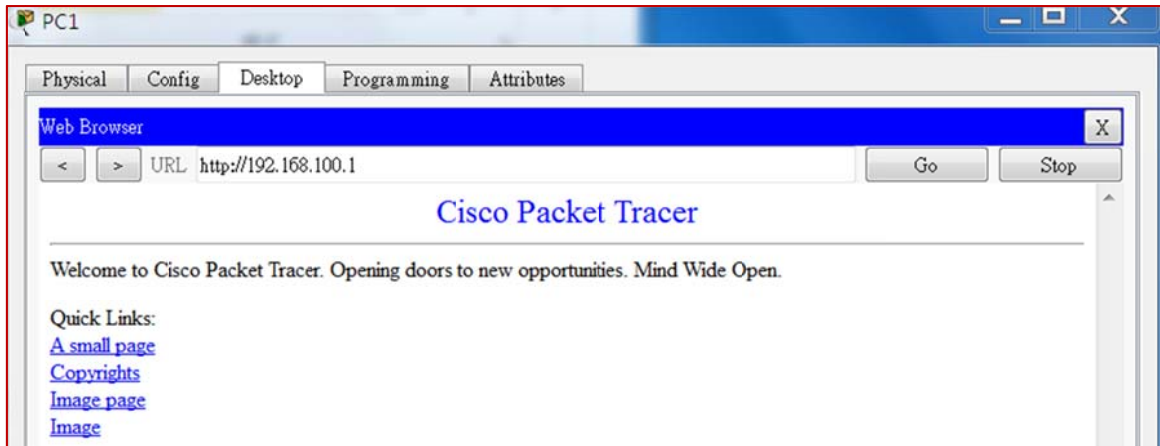 PC1
X
Physical Config Desktop Programming Attributes
Web Browser X
< > URL http://192.168.100.1 Go Stop
Cisco Packet Tracer
Welcome to Cisco Packet Tracer. Opening doors to new opportunities. Mind Wide Open.
Quick Links:
A small page
Copyrights
Image page
Image